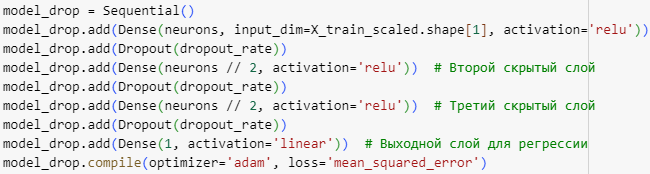 model_drop = Sequential()
model_drop.add(Dense(neurons, input_dim=X_train_scaled.shape[1], activation='relu'))
model_drop.add(Dropout(dropout_rate))
model_drop.add(Dense(neurons // 2, activation='relu'))  # Второй скрытый слой
model_drop.add(Dropout(dropout_rate))
model_drop.add(Dense(neurons // 2, activation='relu'))  # Третий скрытый слой
model_drop.add(Dropout(dropout_rate))
model_drop.add(Dense(1, activation='linear'))  # Выходной слой для регрессии
model_drop.compile(optimizer='adam', loss='mean_squared_error')